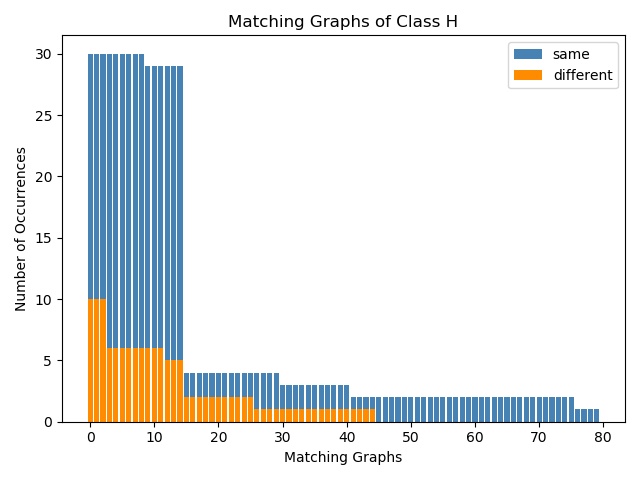 Matching Graphs of Class H
same
different
Number of Occurrences
30
25
20
15
10
5
0
0 10 20 30 40 50 60 70 80
Matching Graphs